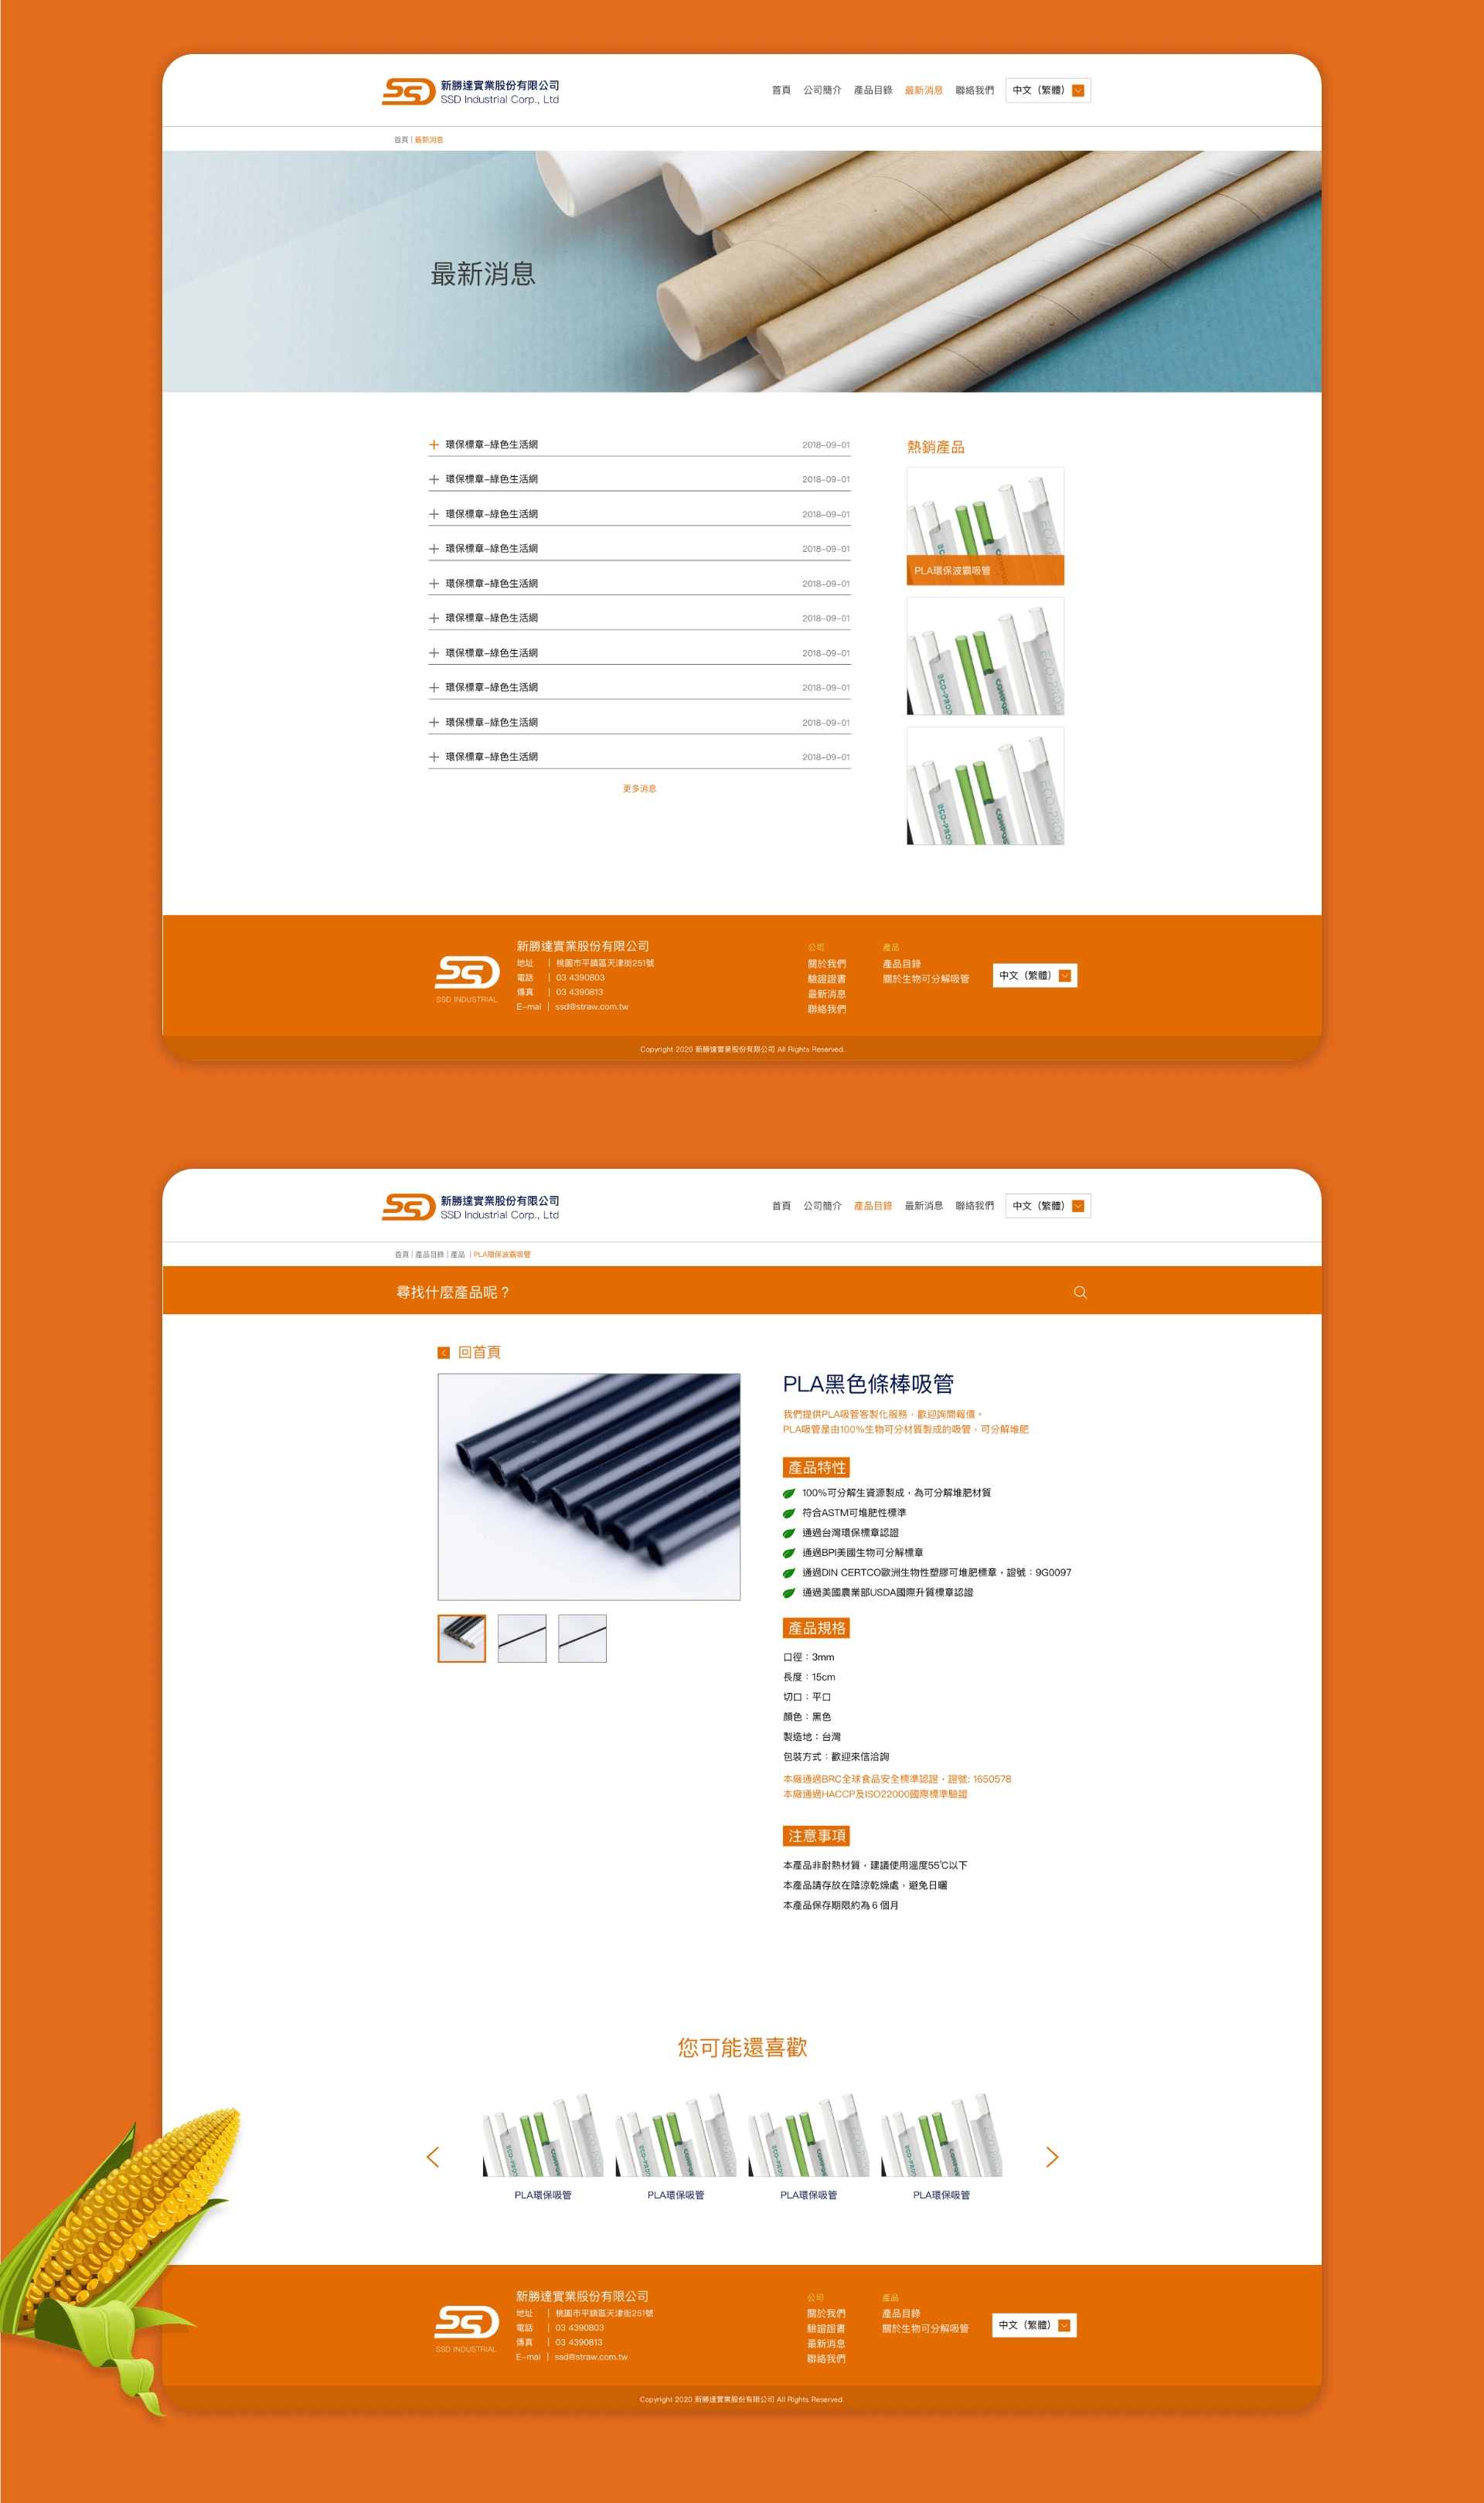 SSD 新勝達實業股份有限公司
SSD Industrial Corp., Ltd
首頁 公司簡介 產品目錄 最新消息 聯絡我們 中文（繁體）
首頁 | 最新消息
最新消息
環保標章-綠色生活網 2018-09-01
環保標章-綠色生活網 2018-09-01
環保標章-綠色生活網 2018-09-01
環保標章-綠色生活網 2018-09-01
環保標章-綠色生活網 2018-09-01
環保標章-綠色生活網 2018-09-01
環保標章-綠色生活網 2018-09-01
環保標章-綠色生活網 2018-09-01
環保標章-綠色生活網 2018-09-01
環保標章-綠色生活網 2018-09-01
更多消息
熱銷產品
PLA環保波霸吸管
ECO-PROD
COMPOS
ECO-PROD
ECO-PROD
COMPOS
ECO-PROD
SSD
SSD INDUSTRIAL
新勝達實業股份有限公司
地址 | 桃園市平鎮區天津街251號
電話 | 03 4390803
傳真 | 03 4390813
E-mai | ssd@straw.com.tw
公司
關於我們
驗證證書
最新消息
聯絡我們
產品
產品目錄
關於生物可分解吸管
中文（繁體）
Copyright 2020 新勝達實業股份有限公司 All Rights Reserved.
SSD 新勝達實業股份有限公司
SSD Industrial Corp., Ltd
首頁 公司簡介 產品目錄 最新消息 聯絡我們 中文（繁體）
首頁 | 產品目錄 | 產品 | PLA環保波霸吸管
尋找什麼產品呢？
回首頁
PLA黑色條棒吸管
我們提供PLA吸管客製化服務，歡迎詢問報價。
PLA吸管是由100%生物可分材質製成的吸管，可分解堆肥
產品特性
100%可分解生資源製成，為可分解堆肥材質
符合ASTM可堆肥性標準
通過台灣環保標章認證
通過BPI美國生物可分解標章
通過DIN CERTCO歐洲生物性塑膠可堆肥標章，證號：9G0097
通過美國農業部USDA國際升質標章認證
產品規格
口徑：3mm
長度：15cm
切口：平口
顏色：黑色
製造地：台灣
包裝方式：歡迎來信洽詢
本廠通過BRC全球食品安全標準認證，證號: 1650578
本廠通過HACCP及ISO22000國際標準驗證
注意事項
本產品非耐熱材質，建議使用溫度55℃以下
本產品請存放在陰涼乾燥處，避免日曬
本產品保存期限約為 6 個月
您可能還喜歡
PLA環保吸管 PLA環保吸管 PLA環保吸管 PLA環保吸管
SSD
SSD INDUSTRIAL
新勝達實業股份有限公司
地址 | 桃園市平鎮區天津街251號
電話 | 03 4390803
傳真 | 03 4390813
E-mai | ssd@straw.com.tw
公司
關於我們
驗證證書
最新消息
聯絡我們
產品
產品目錄
關於生物可分解吸管
中文（繁體）
Copyright 2020 新勝達實業股份有限公司 All Rights Reserved.